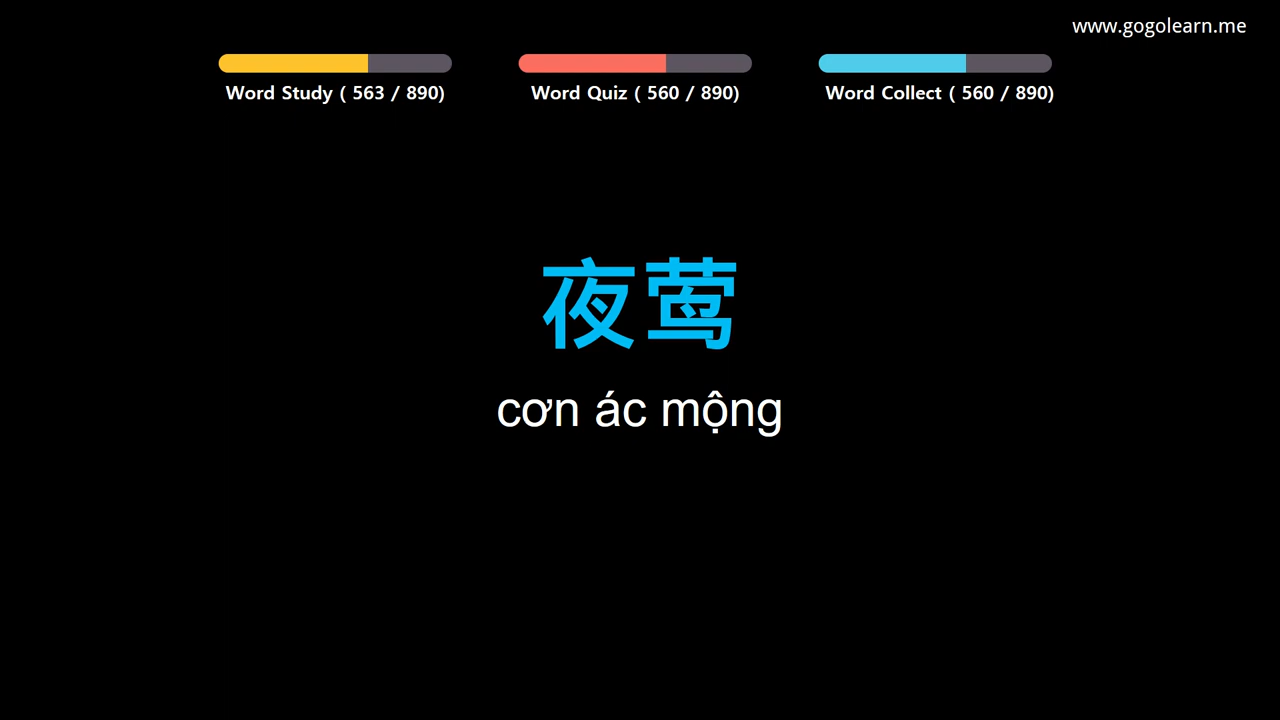 www.gogolearn.me
Word Study ( 563 / 890)
Word Quiz ( 560 / 890)
Word Collect ( 560 / 890)
夜莺
cơn ác mộng